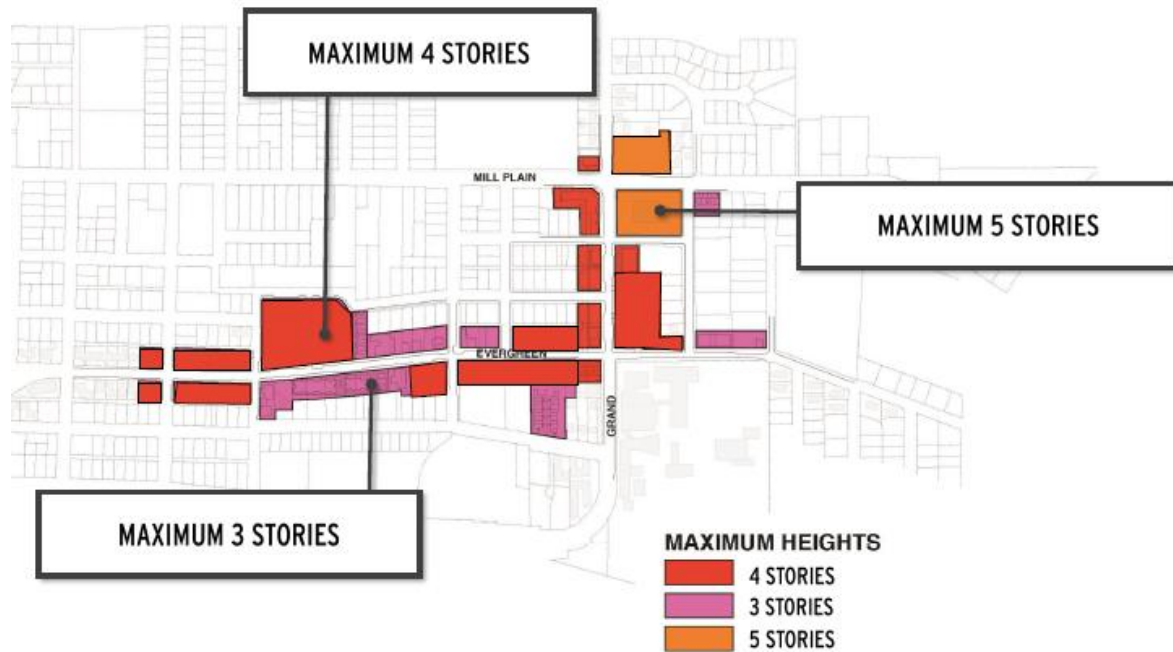 MAXIMUM 4 STORIES
MILL PLAIN
MAXIMUM 5 STORIES
EVERGREEN
GRAND
MAXIMUM 3 STORIES
MAXIMUM HEIGHTS
4 STORIES
3 STORIES
5 STORIES